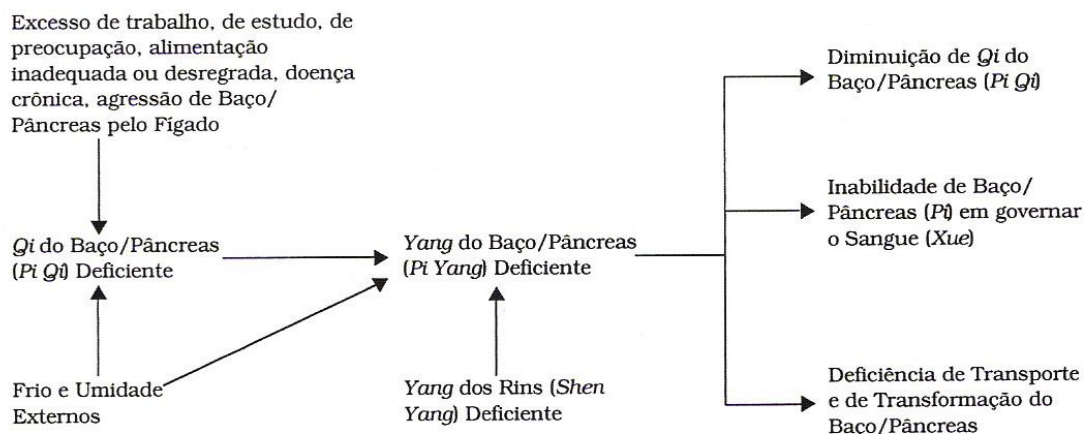 Excesso de trabalho, de estudo, de
preocupação, alimentação
inadequada ou desregrada, doença
crônica, agressão de Baço/
Pâncreas pelo Fígado
Qi do Baço/Pâncreas
(Pi Qi) Deficiente
Frio e Umidade
Externos
Yang do Baço/Pâncreas
(Pi Yang) Deficiente
Yang dos Rins (Shen
Yang) Deficiente
Diminuição de Qi do
Baço/Pâncreas (Pi Qi)
Inabilidade de Baço/
Pâncreas (Pi) em governar
o Sangue (Xue)
Deficiência de Transporte
e de Transformação do
Baço/Pâncreas